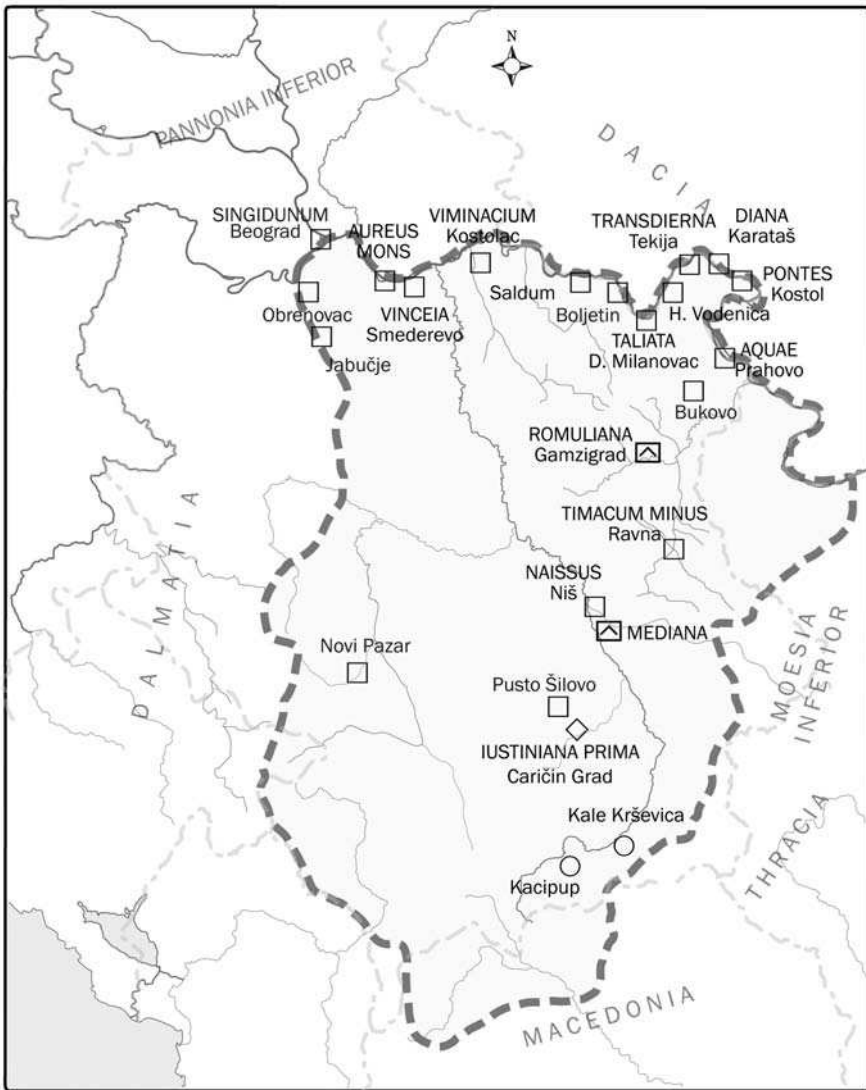 N
PANNONIA INFERIOR
DACIA
SINGIDUNUM
Beograd
AUREUS
MONS
VIMINACIUM
Kostolac
TRANSDIERNA
Tekija
DIANA
Karataš
PONTES
Kostol
Obrenovac
VINCEIA
Smederevo
Saldum
Boljetin
H. Vodenica
TALIATA
D. Milanovac
Jabučje
AQUAE
Prahovo
Bukovo
ROMULIANA
Gamzigrad
TIMACUM MINUS
Ravna
NAISSUS
Niš
MEDIANA
DALMATIA
MOESIA
INFERIOR
Novi Pazar
Pusto Šilovo
IUSTINIANA PRIMA
Caričin Grad
Kale Krševica
THRACIA
Kacipup
MACEDONIA